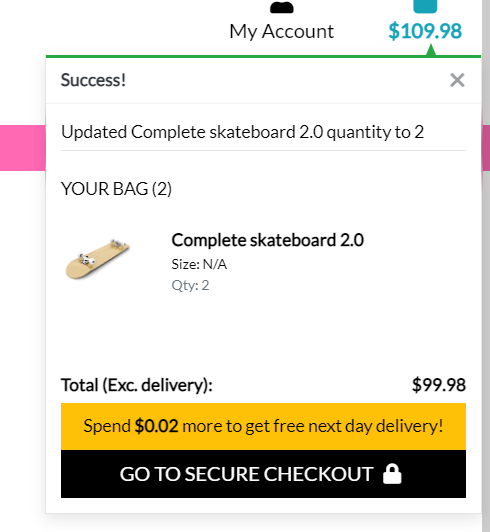 My Account
$109.98
Success!
Updated Complete skateboard 2.0 quantity to 2
YOUR BAG (2)
Complete skateboard 2.0
Size: N/A
Qty: 2
Total (Exc. delivery): $99.98
Spend $0.02 more to get free next day delivery!
GO TO SECURE CHECKOUT